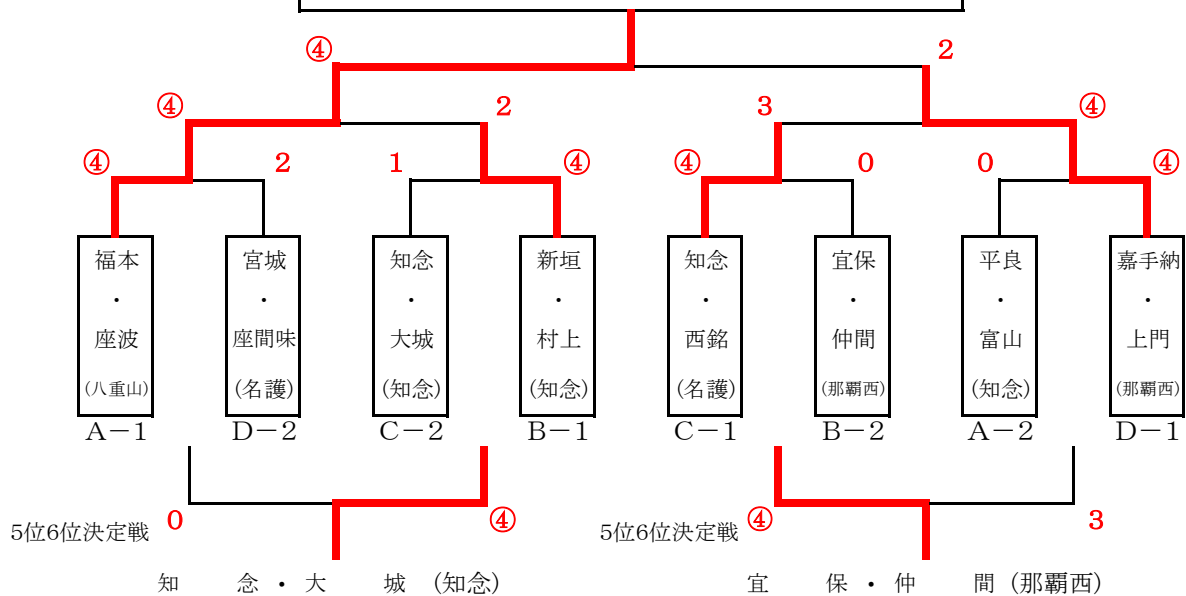 ④ 2
④ 2 3 ④
④ 2 1 ④ ④ 0 0 ④
福本 宮城 知念 新垣 知念 宜保 平良 嘉手納
・ ・ ・ ・ ・ ・ ・ ・
座波 座間味 大城 村上 西銘 仲間 富山 上門
(八重山) (名護) (知念) (知念) (名護) (那覇西) (知念) (那覇西)
A－1 D－2 C－2 B－1 C－1 B－2 A－2 D－1
5位6位決定戦 0 ④ 5位6位決定戦 ④ 3
知 念・大 城 (知念) 宜 保・仲 間 (那覇西)